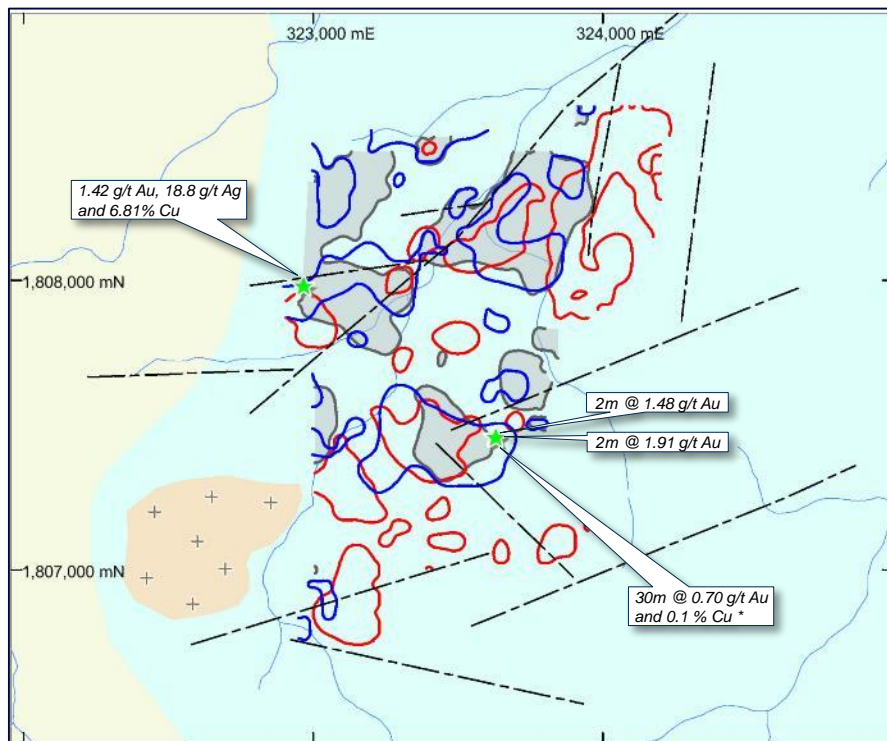 323,000 mE
324,000 mE
1.42 g/t Au, 18.8 g/t Ag
and 6.81% Cu
1,808,000 mN
2m @ 1.48 g/t Au
2m @ 1.91 g/t Au
1,807,000 mN
30m @ 0.70 g/t Au
and 0.1 % Cu *